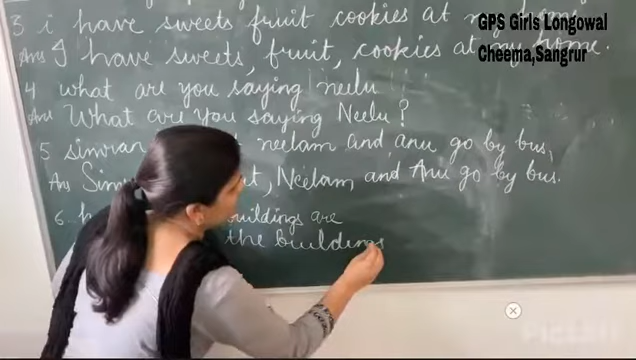 3 i have sweets fruit cookies at my home
GPS Girls Longowal
Cheema,Sangrur
Ans I have sweets, fruit, cookies at my home.
4 what are you saying neelu
Ans What are you saying Neelu?
5 simran neelam and anu go by bus,
Ans Neelam and Anu go by bus.
6 buildings are
the buildings